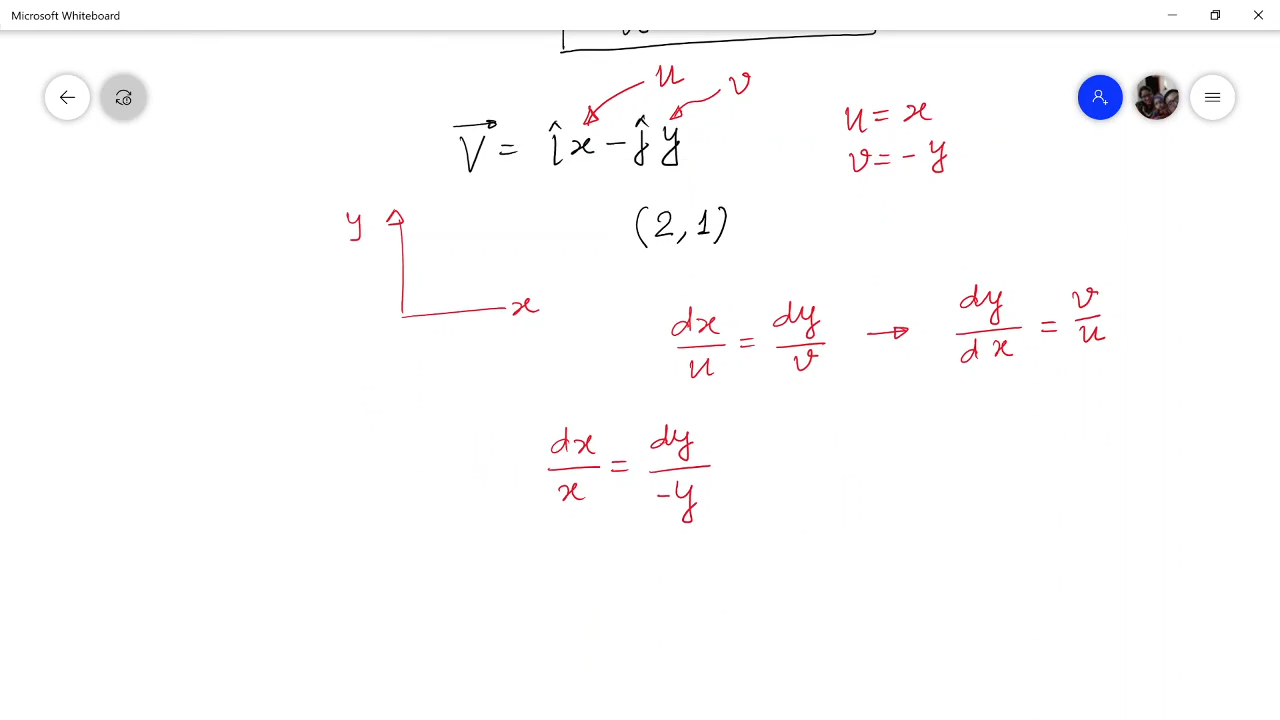 Microsoft Whiteboard
u v
V⃗ = îx − ĵy
u = x
v = − y
y
x
(2, 1)
dx/u = dy/v → dy/dx = v/u
dx/x = dy/−y